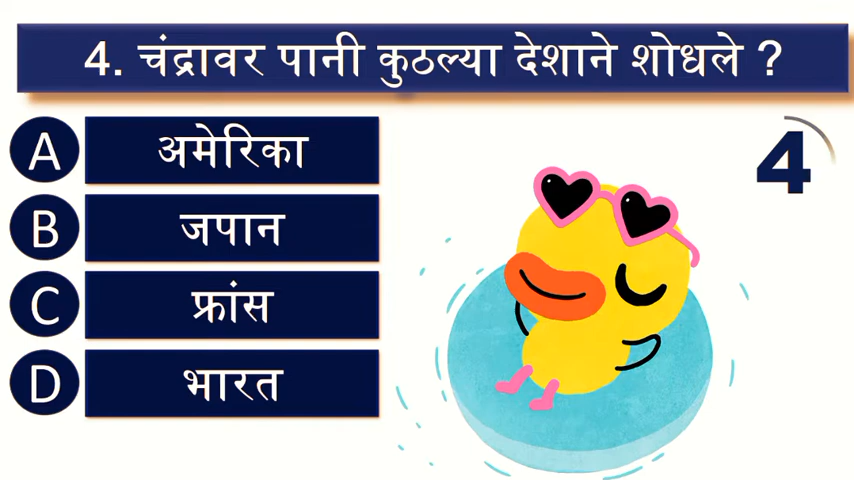 4. चंद्रावर पानी कुठल्या देशाने शोधले ?
A अमेरिका
4
B जपान
C फ्रांस
D भारत